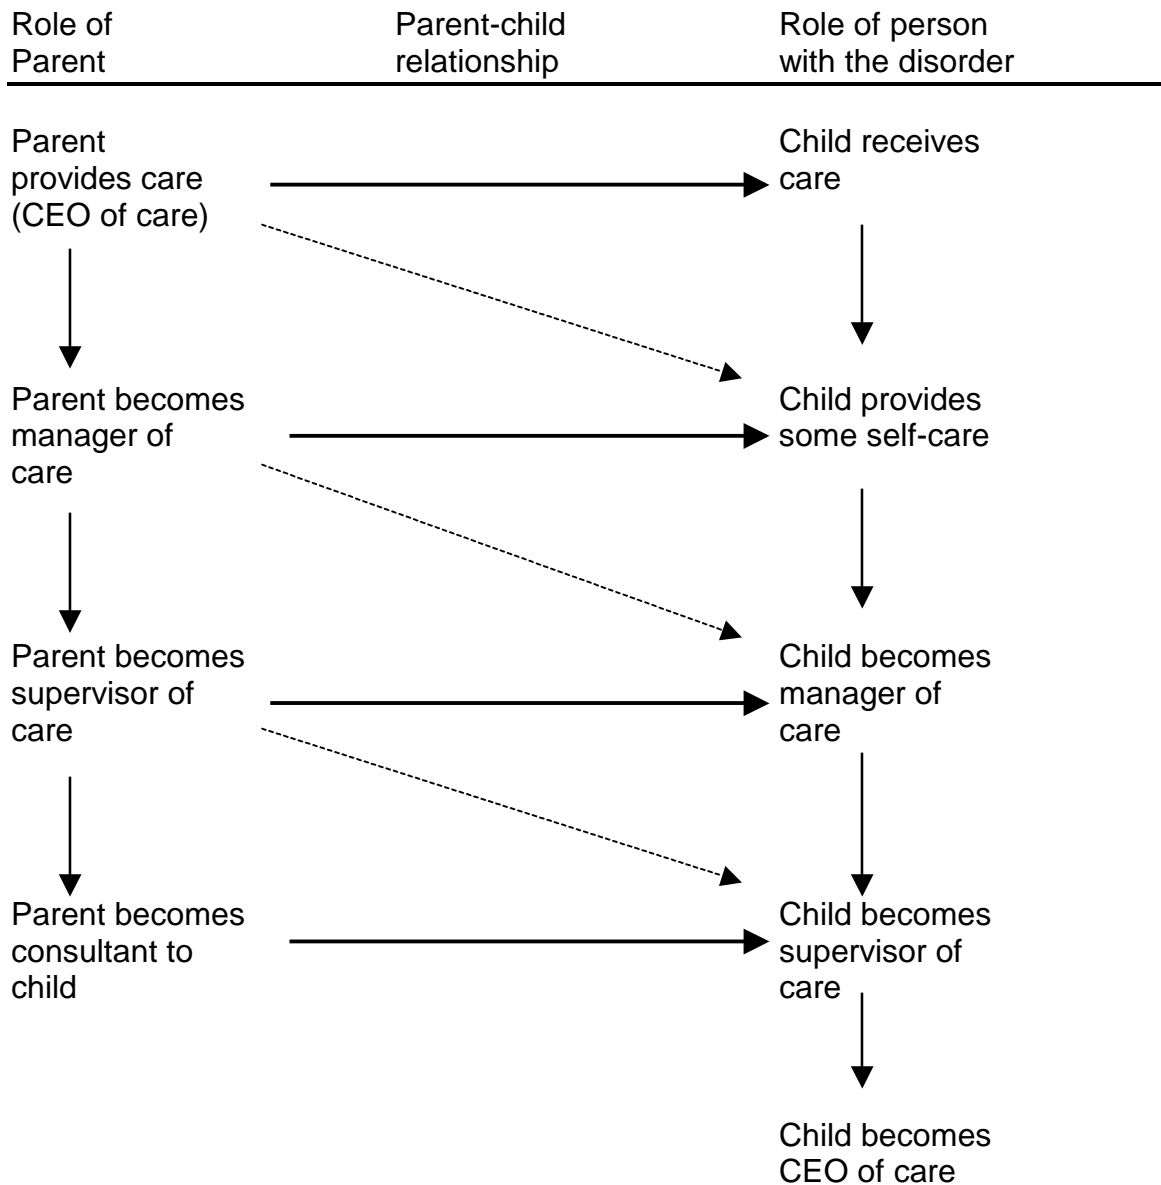 Role of
Parent
Parent-child
relationship
Role of person
with the disorder
Parent
provides care
(CEO of care)
Child receives
care
Parent becomes
manager of
care
Child provides
some self-care
Parent becomes
supervisor of
care
Child becomes
manager of
care
Parent becomes
consultant to
child
Child becomes
supervisor of
care
Child becomes
CEO of care